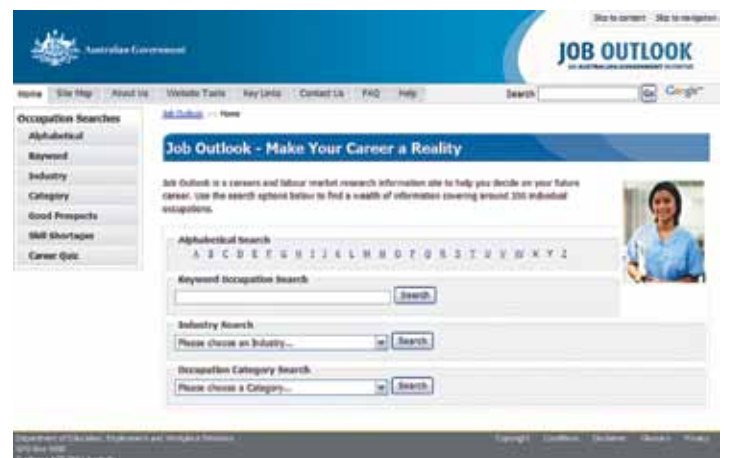 Skip to content Skip to navigation
Australian Government
JOB OUTLOOK
AN AUSTRALIAN GOVERNMENT INITIATIVE
Home Site Map About Us Website Tools Key Links Contact Us FAQ Help Search Go Google™
Occupation Searches
Alphabetical
Keyword
Industry
Category
Good Prospects
Skill Shortages
Career Quiz
Job Outlook Home
Job Outlook - Make Your Career a Reality
Job Outlook is a careers and labour market research information site to help you decide on your future
career. Use the search options below to find a wealth of information covering around 350 individual
occupations.
Alphabetical Search
A B C D E F G H I J K L M N O P Q R S T U V W X Y Z
Keyword Occupation Search
Search
Industry Search
Please choose an Industry... Search
Occupation Category Search
Please choose a Category... Search
Department of Education, Employment and Workplace Relations
Copyright Disclaimer Privacy